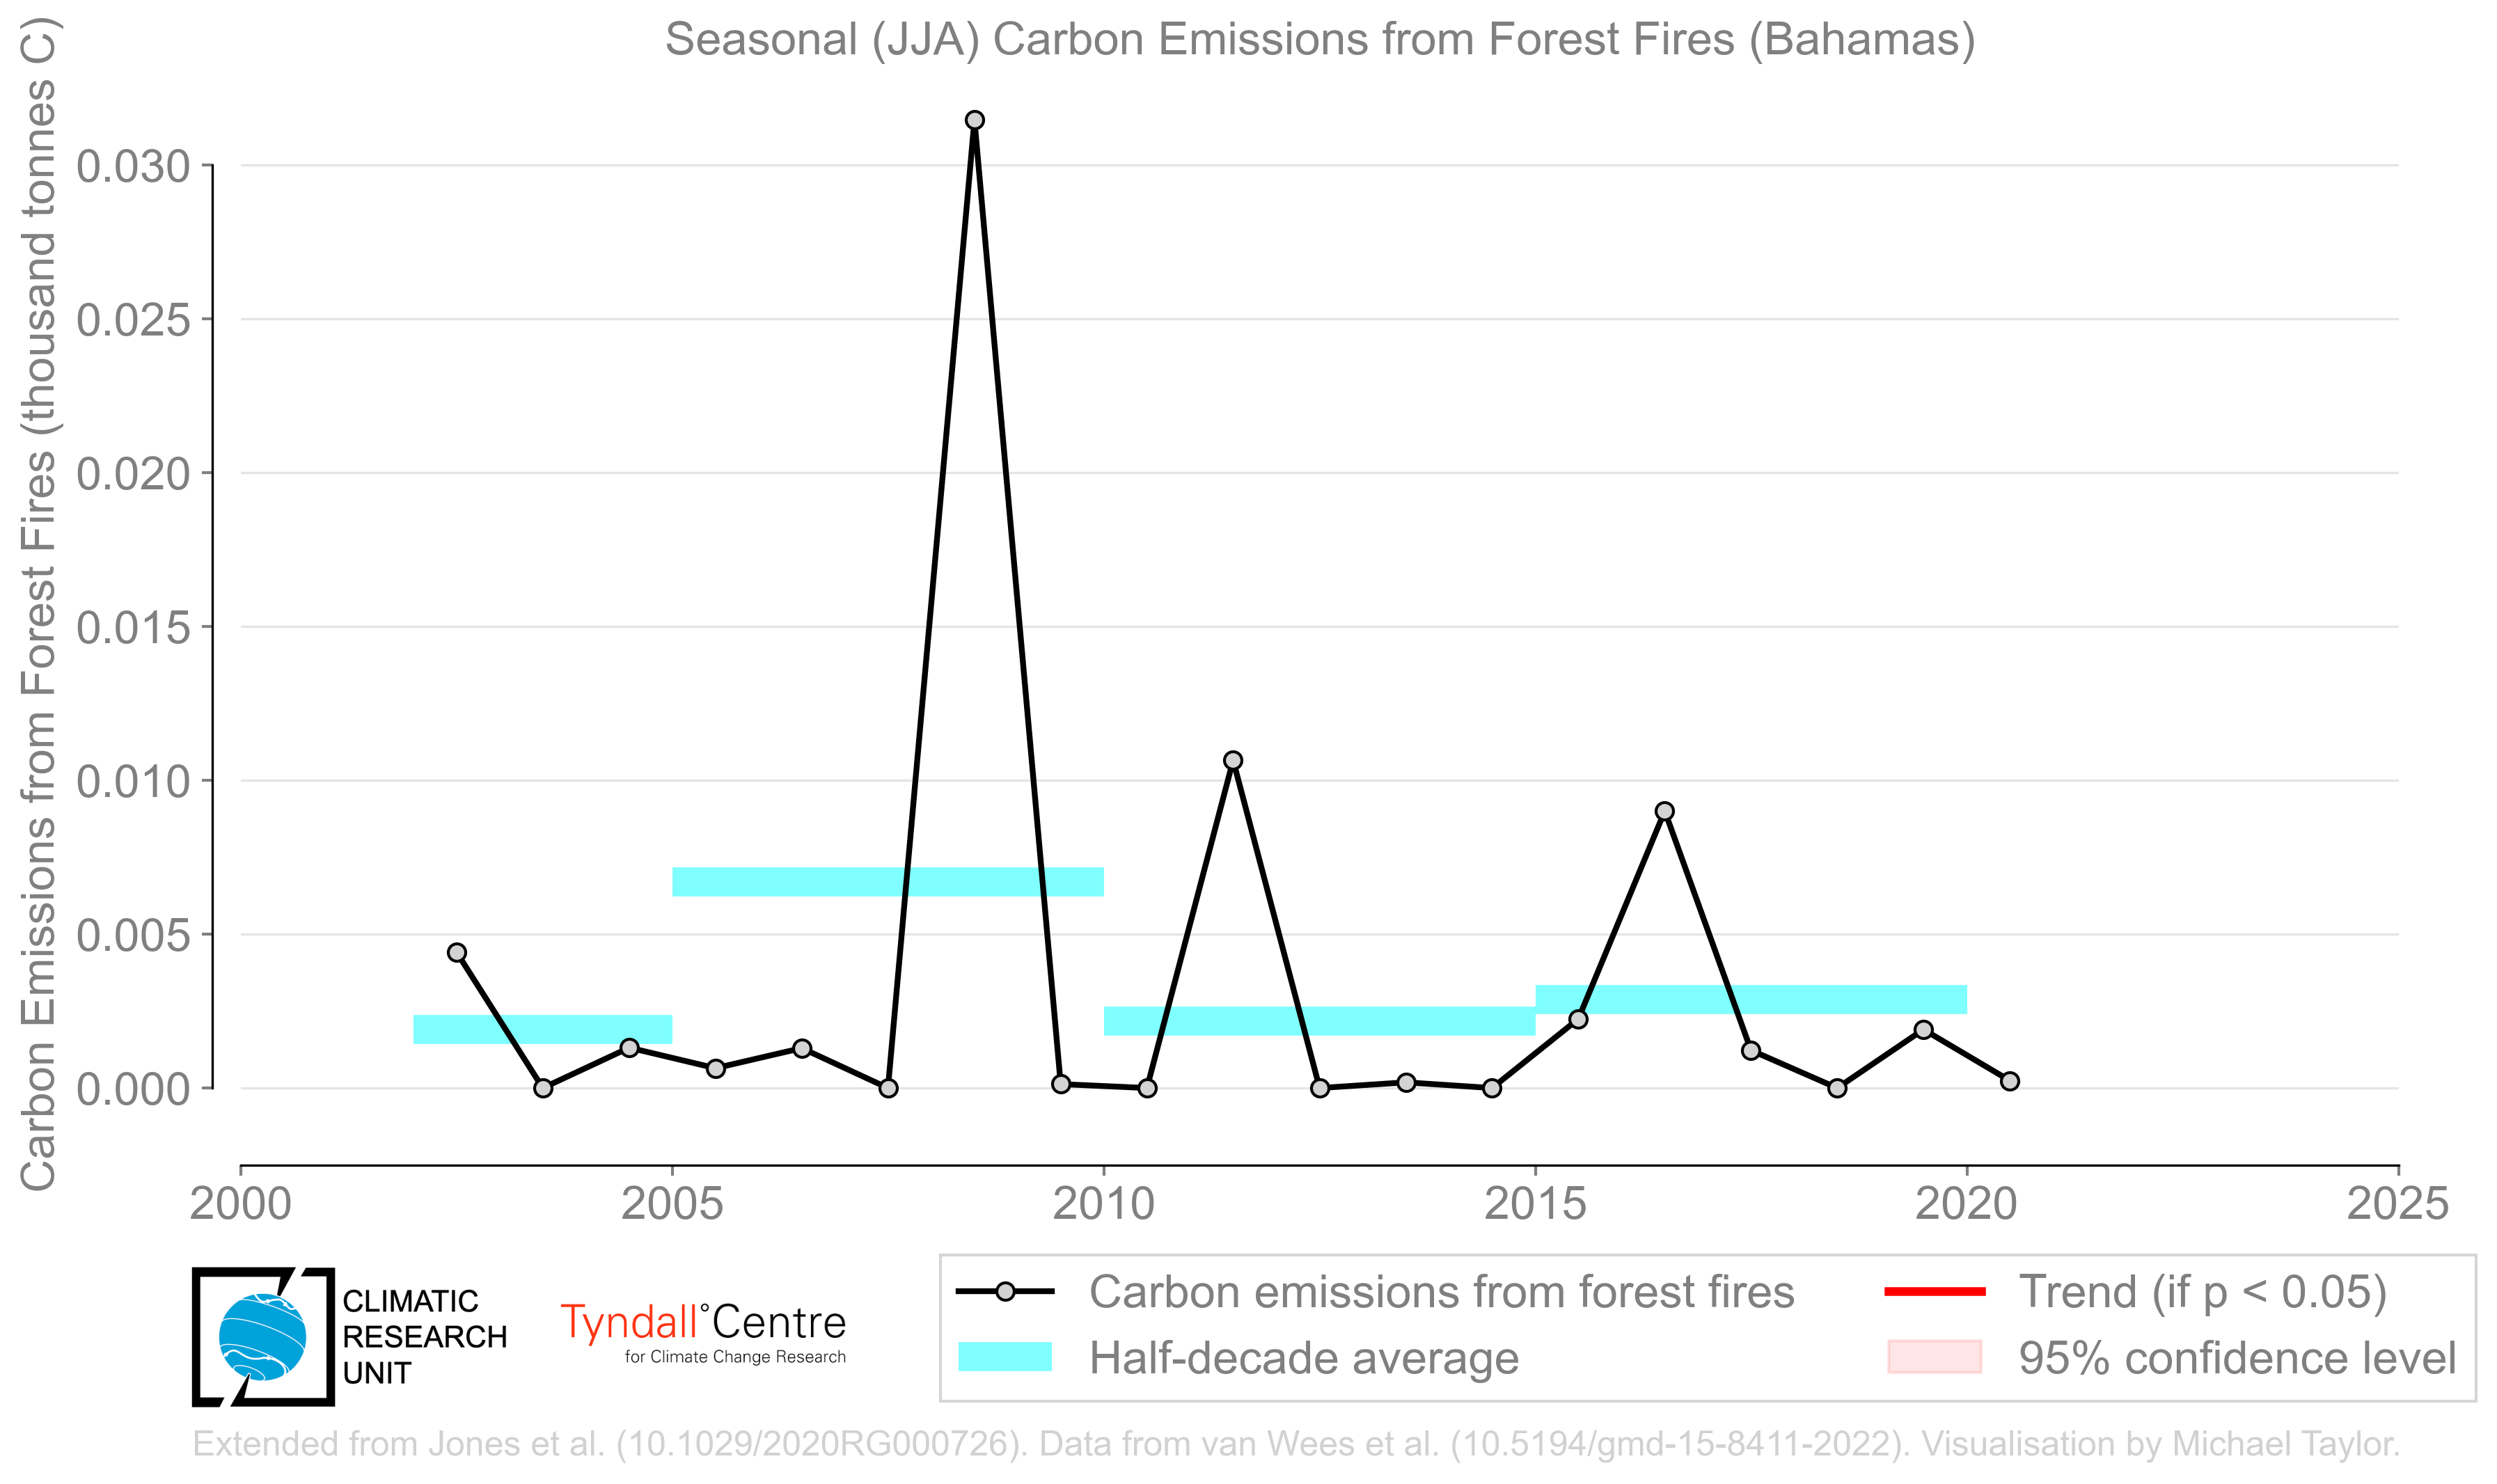 Seasonal (JJA) Carbon Emissions from Forest Fires (Bahamas)
Carbon Emissions from Forest Fires (thousand tonnes C)
0.030
0.025
0.020
0.015
0.010
0.005
0.000
2000
2005
2010
2015
2020
2025
CLIMATIC
RESEARCH
UNIT
Tyndall°Centre
for Climate Change Research
Carbon emissions from forest fires
Half-decade average
Trend (if p < 0.05)
95% confidence level
Extended from Jones et al. (10.1029/2020RG000726). Data from van Wees et al. (10.5194/gmd-15-8411-2022). Visualisation by Michael Taylor.